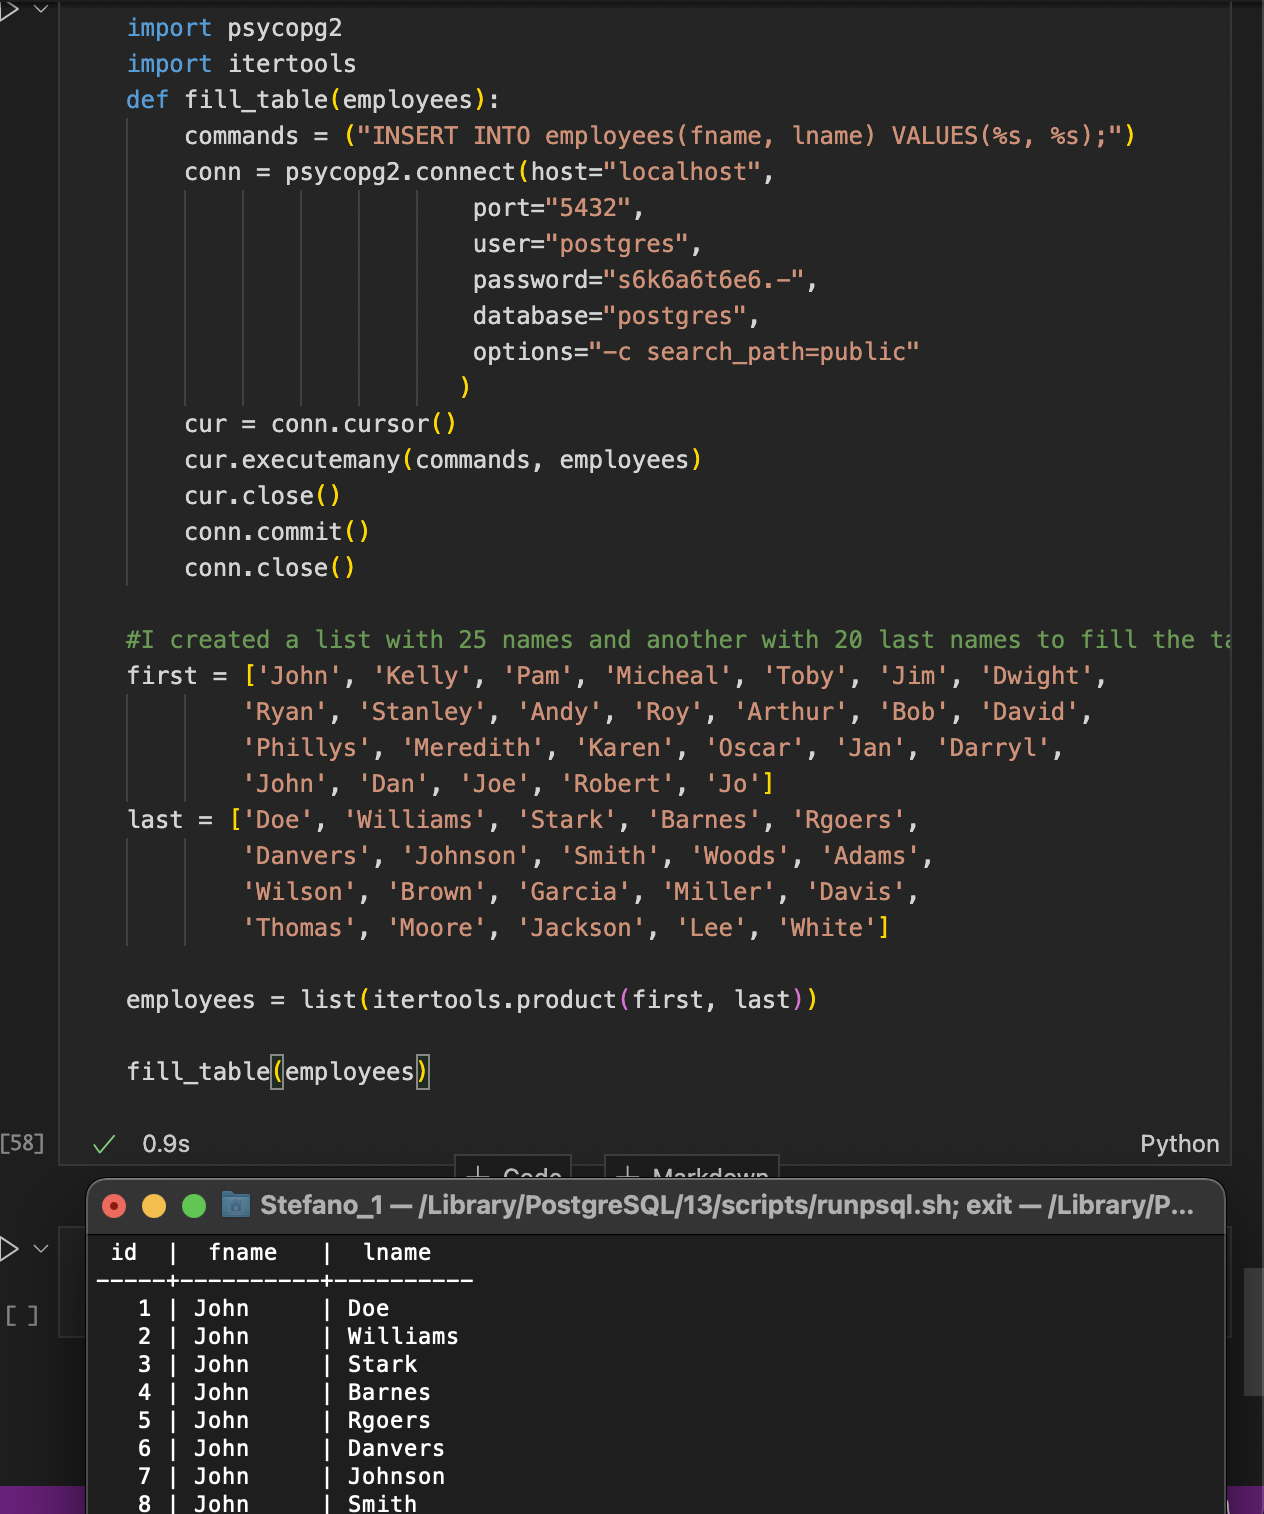 import psycopg2
import itertools
def fill_table(employees):
commands = ("INSERT INTO employees(fname, lname) VALUES(%s, %s);")
conn = psycopg2.connect(host="localhost",
port="5432",
user="postgres",
password="s6k6a6t6e6.-",
database="postgres",
options="-c search_path=public"
)
cur = conn.cursor()
cur.executemany(commands, employees)
cur.close()
conn.commit()
conn.close()
#I created a list with 25 names and another with 20 last names to fill the
first = ['John', 'Kelly', 'Pam', 'Micheal', 'Toby', 'Jim', 'Dwight',
'Ryan', 'Stanley', 'Andy', 'Roy', 'Arthur', 'Bob', 'David',
'Phillys', 'Meredith', 'Karen', 'Oscar', 'Jan', 'Darryl',
'John', 'Dan', 'Joe', 'Robert', 'Jo']
last = ['Doe', 'Williams', 'Stark', 'Barnes', 'Rgoers',
'Danvers', 'Johnson', 'Smith', 'Woods', 'Adams',
'Wilson', 'Brown', 'Garcia', 'Miller', 'Davis',
'Thomas', 'Moore', 'Jackson', 'Lee', 'White']
employees = list(itertools.product(first, last))
fill_table(employees)
[58] ✓ 0.9s Python
+ Code + Markdown
Stefano_1 — /Library/PostgreSQL/13/scripts/runpsql.sh; exit — /Library/P...
id | fname | lname
-----+----------+----------
1 | John | Doe
2 | John | Williams
3 | John | Stark
4 | John | Barnes
5 | John | Rgoers
6 | John | Danvers
7 | John | Johnson
8 | John | Smith
[ ]